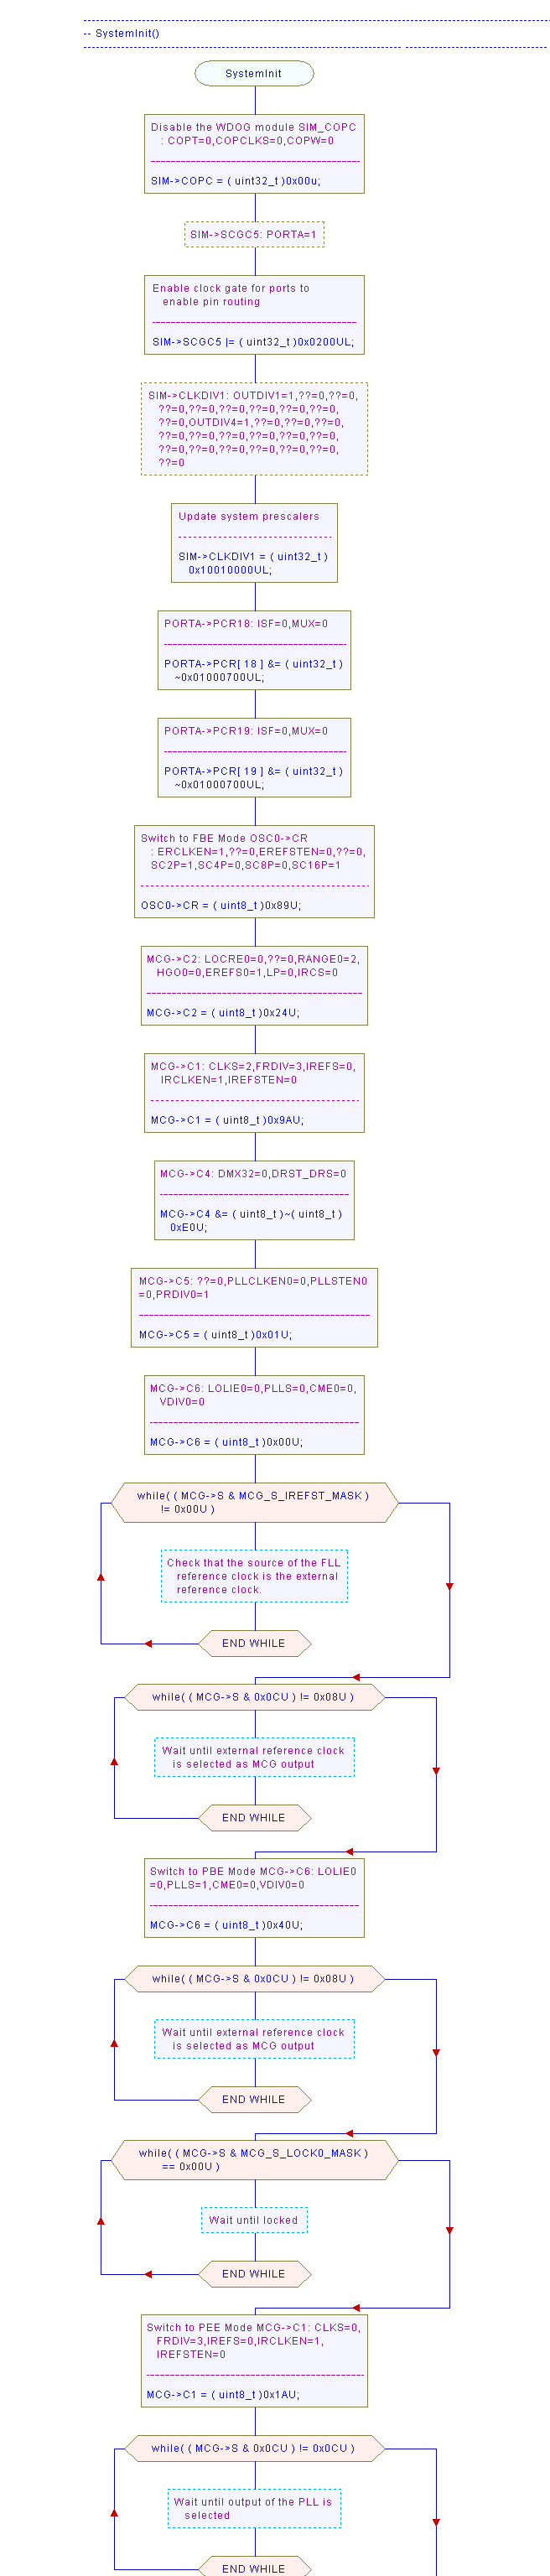 -- SystemInit()
SystemInit
Disable the WDOG module SIM_COPC
: COPT=0,COPCLKS=0,COPW=0
SIM->COPC = ( uint32_t )0x00u;
SIM->SCGC5: PORTA=1
Enable clock gate for ports to
enable pin routing
SIM->SCGC5 |= ( uint32_t )0x0200UL;
SIM->CLKDIV1: OUTDIV1=1,??=0,??=0,
??=0,??=0,??=0,??=0,??=0,??=0,
??=0,OUTDIV4=1,??=0,??=0,??=0,
??=0,??=0,??=0,??=0,??=0,??=0,
??=0,??=0,??=0,??=0,??=0,??=0,
??=0
Update system prescalers
SIM->CLKDIV1 = ( uint32_t )
0x10010000UL;
PORTA->PCR18: ISF=0,MUX=0
PORTA->PCR[ 18 ] &= ( uint32_t )
~0x01000700UL;
PORTA->PCR19: ISF=0,MUX=0
PORTA->PCR[ 19 ] &= ( uint32_t )
~0x01000700UL;
Switch to FBE Mode OSC0->CR
: ERCLKEN=1,??=0,EREFSTEN=0,??=0,
SC2P=1,SC4P=0,SC8P=0,SC16P=1
OSC0->CR = ( uint8_t )0x89U;
MCG->C2: LOCRE0=0,??=0,RANGE0=2,
HGO0=0,EREFS0=1,LP=0,IRCS=0
MCG->C2 = ( uint8_t )0x24U;
MCG->C1: CLKS=2,FRDIV=3,IREFS=0,
IRCLKEN=1,IREFSTEN=0
MCG->C1 = ( uint8_t )0x9AU;
MCG->C4: DMX32=0,DRST_DRS=0
MCG->C4 &= ( uint8_t )~( uint8_t )
0xE0U;
MCG->C5: ??=0,PLLCLKEN0=0,PLLSTEN0
=0,PRDIV0=1
MCG->C5 = ( uint8_t )0x01U;
MCG->C6: LOLIE0=0,PLLS=0,CME0=0,
VDIV0=0
MCG->C6 = ( uint8_t )0x00U;
while( ( MCG->S & MCG_S_IREFST_MASK )
!= 0x00U )
Check that the source of the FLL
reference clock is the external
reference clock.
END WHILE
while( ( MCG->S & 0x0CU ) != 0x08U )
Wait until external reference clock
is selected as MCG output
END WHILE
Switch to PBE Mode MCG->C6: LOLIE0
=0,PLLS=1,CME0=0,VDIV0=0
MCG->C6 = ( uint8_t )0x40U;
while( ( MCG->S & 0x0CU ) != 0x08U )
Wait until external reference clock
is selected as MCG output
END WHILE
while( ( MCG->S & MCG_S_LOCK0_MASK )
== 0x00U )
Wait until locked
END WHILE
Switch to PEE Mode MCG->C1: CLKS=0,
FRDIV=3,IREFS=0,IRCLKEN=1,
IREFSTEN=0
MCG->C1 = ( uint8_t )0x1AU;
while( ( MCG->S & 0x0CU ) != 0x0CU )
Wait until output of the PLL is
selected
END WHILE